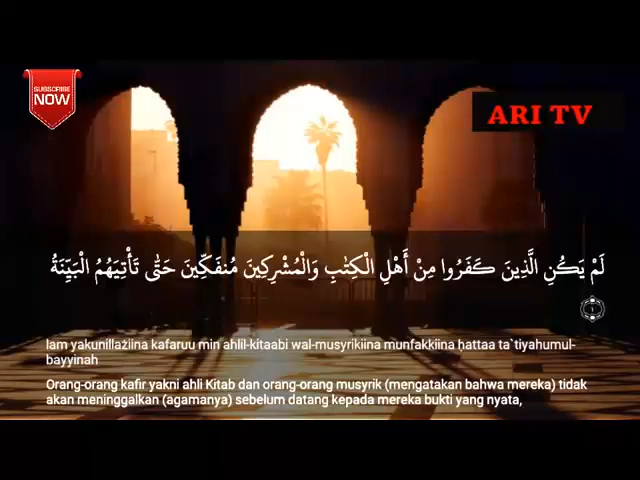 SUBSCRIBE
NOW
ARI TV
لَمْ يَكُنِ الَّذِينَ كَفَرُوا مِنْ أَهْلِ الْكِتٰبِ وَالْمُشْرِكِينَ مُنفَكِّينَ حَتّٰى تَأْتِيَهُمُ الْبَيِّنَةُ
١
lam yakunillażiina kafaruu min ahlil-kitaabi wal-musyrikiina munfakkiina ḥattaa ta`tiyahumul-
bayyinah
Orang-orang kafir yakni ahli Kitab dan orang-orang musyrik (mengatakan bahwa mereka) tidak
akan meninggalkan (agamanya) sebelum datang kepada mereka bukti yang nyata,